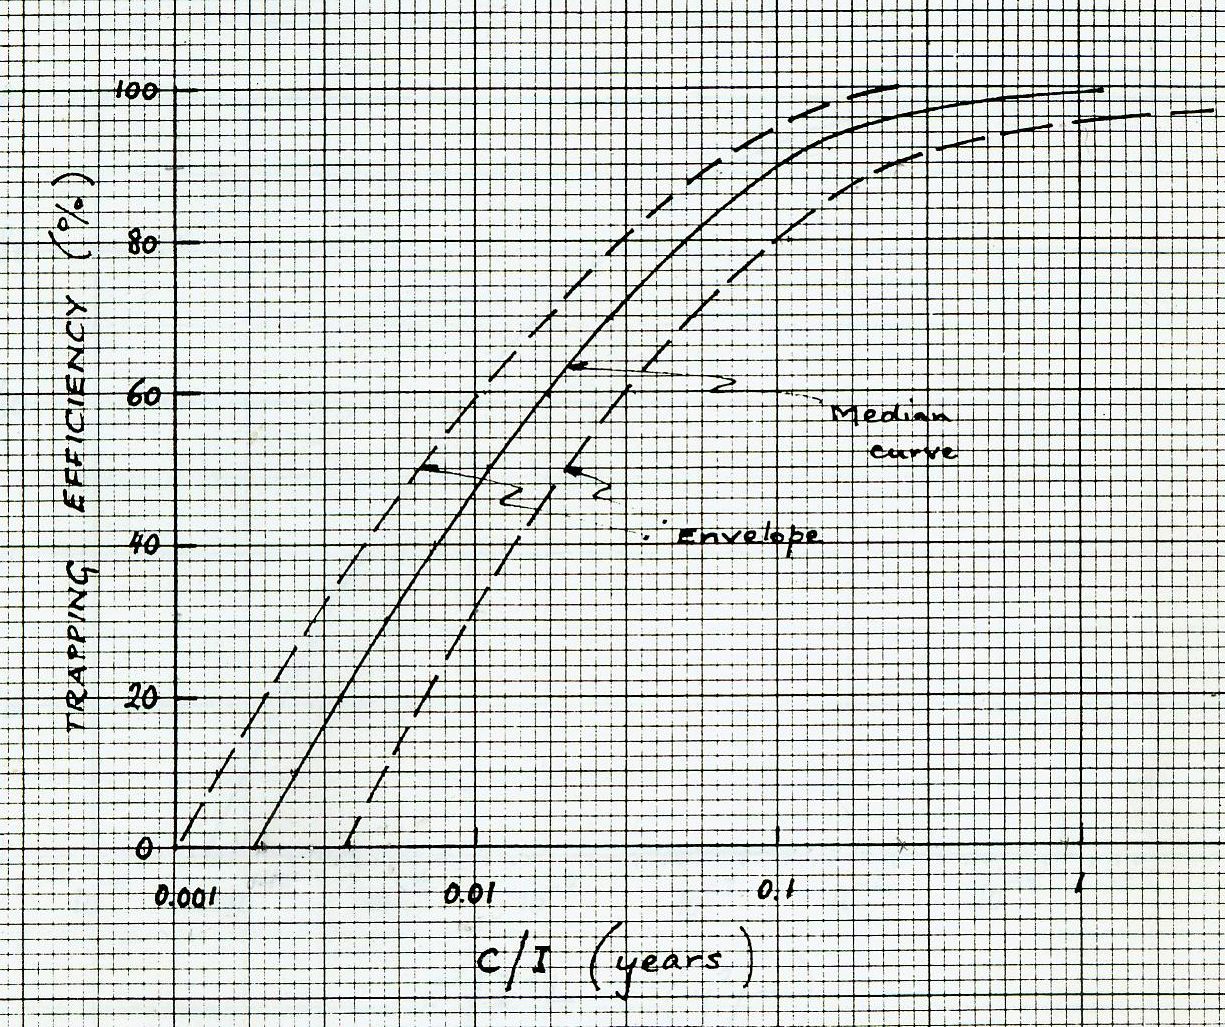 100
80
60
40
20
0
TRAPPING EFFICIENCY (%)
Median
curve
Envelope
0.001
0.01
0.1
1
C/I (years)